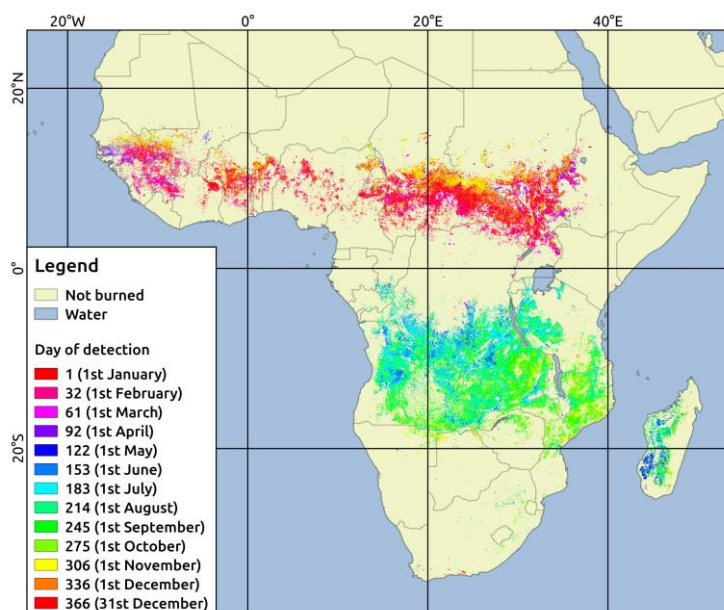 20°W 0° 20°E 40°E
20°N
0°
20°S
Legend
Not burned
Water
Day of detection
1 (1st January)
32 (1st February)
61 (1st March)
92 (1st April)
122 (1st May)
153 (1st June)
183 (1st July)
214 (1st August)
245 (1st September)
275 (1st October)
306 (1st November)
336 (1st December)
366 (31st December)